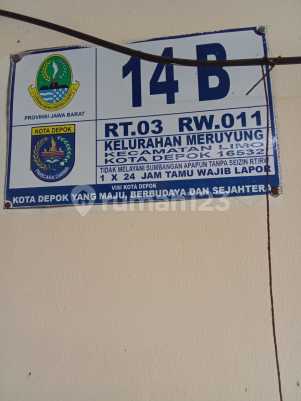 14 B
PROVINSI JAWA BARAT
KOTA DEPOK
RT.03 RW.011
KELURAHAN MERUYUNG
KECAMATAN LIMO
KOTA DEPOK 16532
TIDAK MELAYANI SUMBANGAN APAPUN TANPA SEIZIN RT/RW
1 X 24 JAM TAMU WAJIB LAPOR
VISI KOTA DEPOK
KOTA DEPOK YANG MAJU, BERBUDAYA DAN SEJAHTERA
rumah123